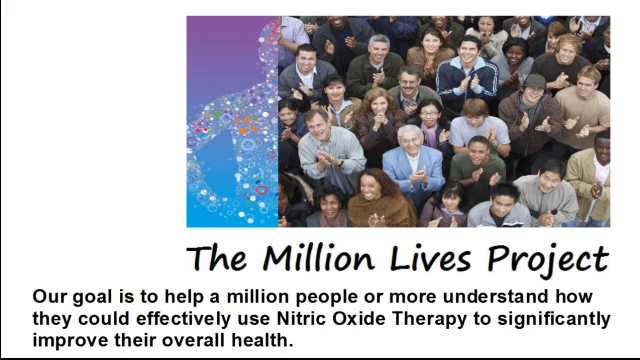 The Million Lives Project
Our goal is to help a million people or more understand how
they could effectively use Nitric Oxide Therapy to significantly
improve their overall health.